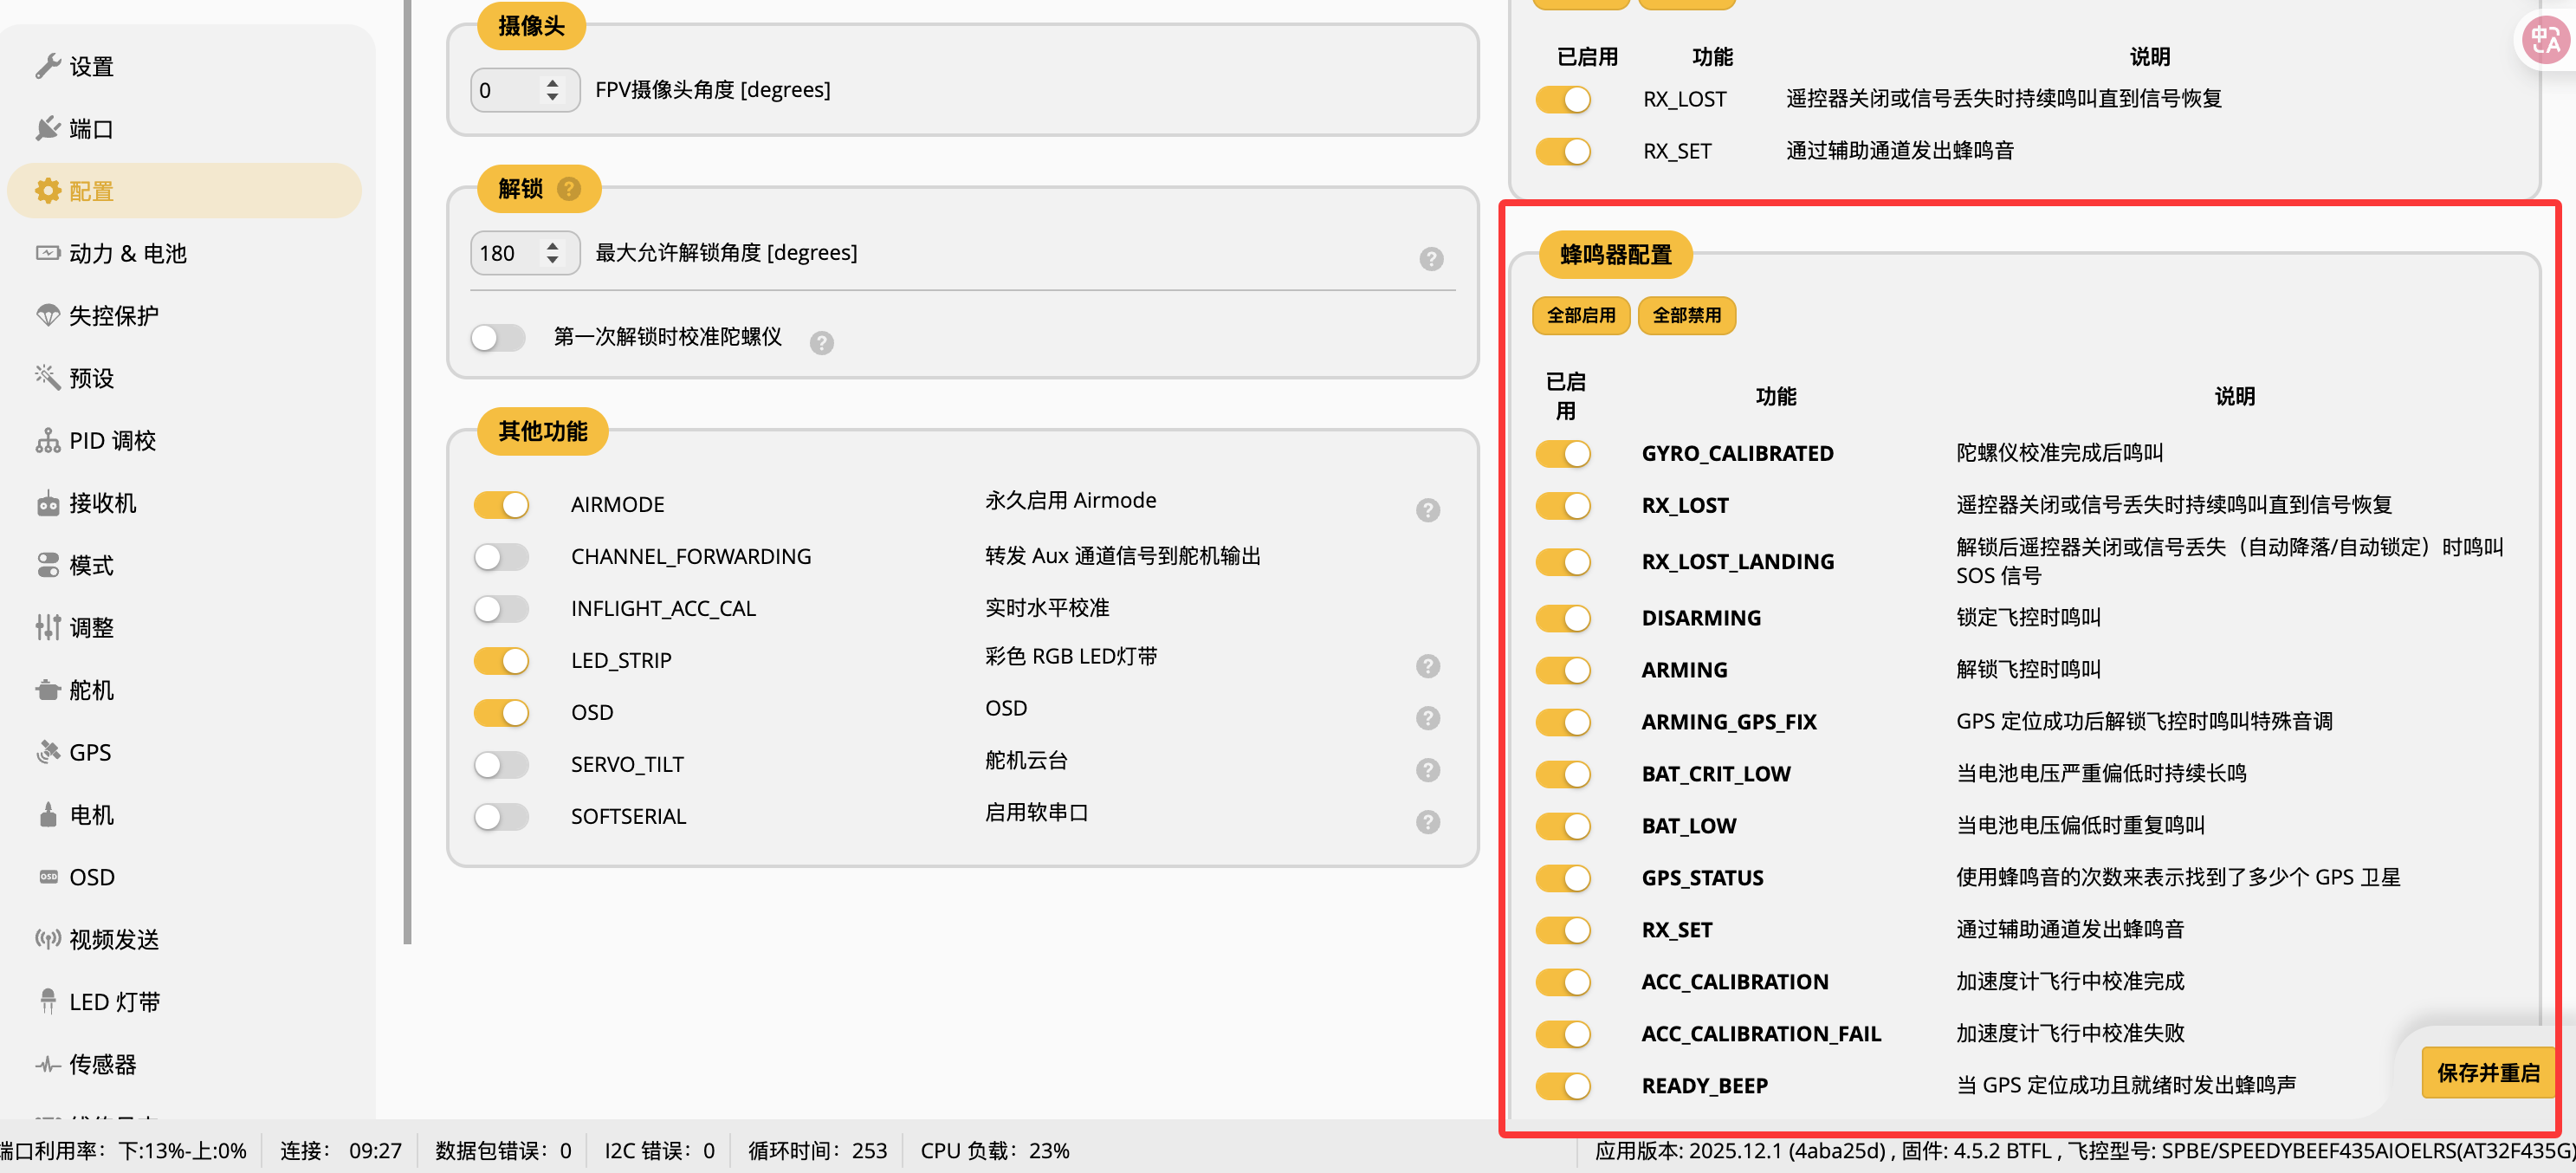 设置
端口
配置
动力 & 电池
失控保护
预设
PID 调校
接收机
模式
调整
舵机
GPS
电机
OSD
视频发送
LED 灯带
传感器
摄像头
0 FPV摄像头角度 [degrees]
解锁 ?
180 最大允许解锁角度 [degrees] ?
第一次解锁时校准陀螺仪 ?
其他功能
AIRMODE 永久启用 Airmode ?
CHANNEL_FORWARDING 转发 Aux 通道信号到舵机输出
INFLIGHT_ACC_CAL 实时水平校准
LED_STRIP 彩色 RGB LED灯带 ?
OSD OSD ?
SERVO_TILT 舵机云台 ?
SOFTSERIAL 启用软串口 ?
已启用 功能 说明
RX_LOST 遥控器关闭或信号丢失时持续鸣叫直到信号恢复
RX_SET 通过辅助通道发出蜂鸣音
蜂鸣器配置
全部启用 全部禁用
已启
用
功能 说明
GYRO_CALIBRATED 陀螺仪校准完成后鸣叫
RX_LOST 遥控器关闭或信号丢失时持续鸣叫直到信号恢复
RX_LOST_LANDING 解锁后遥控器关闭或信号丢失（自动降落/自动锁定）时鸣叫
SOS 信号
DISARMING 锁定飞控时鸣叫
ARMING 解锁飞控时鸣叫
ARMING_GPS_FIX GPS 定位成功后解锁飞控时鸣叫特殊音调
BAT_CRIT_LOW 当电池电压严重偏低时持续长鸣
BAT_LOW 当电池电压偏低时重复鸣叫
GPS_STATUS 使用蜂鸣音的次数来表示找到了多少个 GPS 卫星
RX_SET 通过辅助通道发出蜂鸣音
ACC_CALIBRATION 加速度计飞行中校准完成
ACC_CALIBRATION_FAIL 加速度计飞行中校准失败
READY_BEEP 当 GPS 定位成功且就绪时发出蜂鸣声
保存并重启
端口利用率：下:13%-上:0% 连接： 09:27 数据包错误：0 I2C 错误：0 循环时间：253 CPU 负载：23% 应用版本: 2025.12.1 (4aba25d) , 固件: 4.5.2 BTFL , 飞控型号: SPBE/SPEEDYBEEF435AIOELRS(AT32F435G)